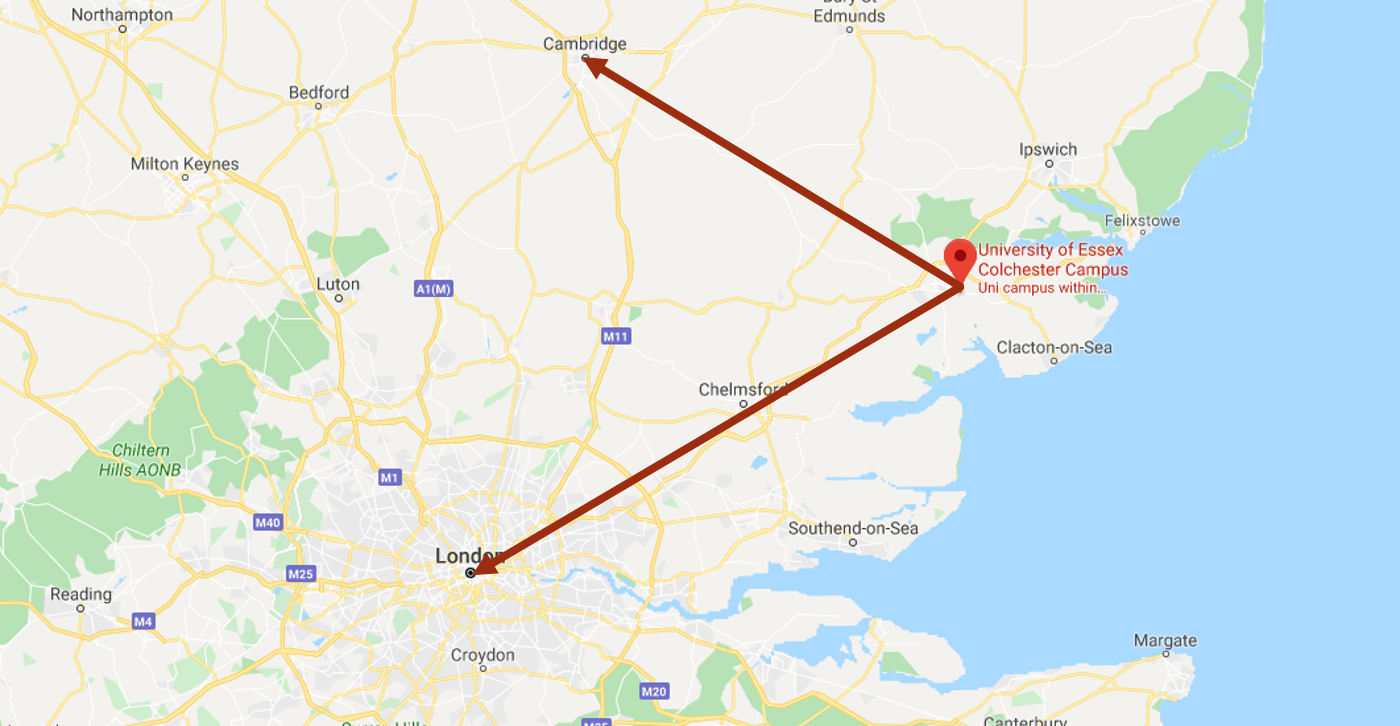 Northampton
Bury St
Edmunds
Cambridge
Bedford
Ipswich
Milton Keynes
Felixstowe
University of Essex
Colchester Campus
Uni campus within...
Luton
A1(M)
M11
Clacton-on-Sea
Chelmsford
Chiltern
Hills AONB
M1
M40
Southend-on-Sea
London
M25
Reading
M4
Margate
Croydon
M20
Canterbury
M25